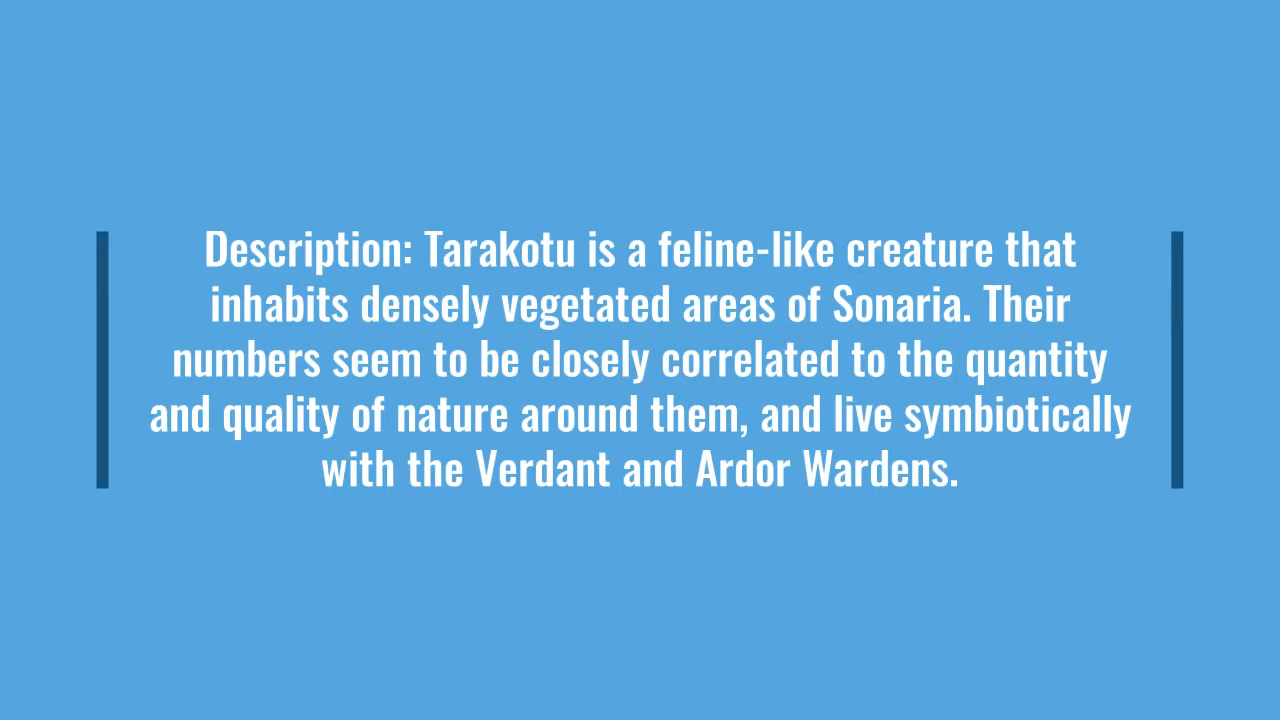 Description: Tarakotu is a feline-like creature that
inhabits densely vegetated areas of Sonaria. Their
numbers seem to be closely correlated to the quantity
and quality of nature around them, and live symbiotically
with the Verdant and Ardor Wardens.